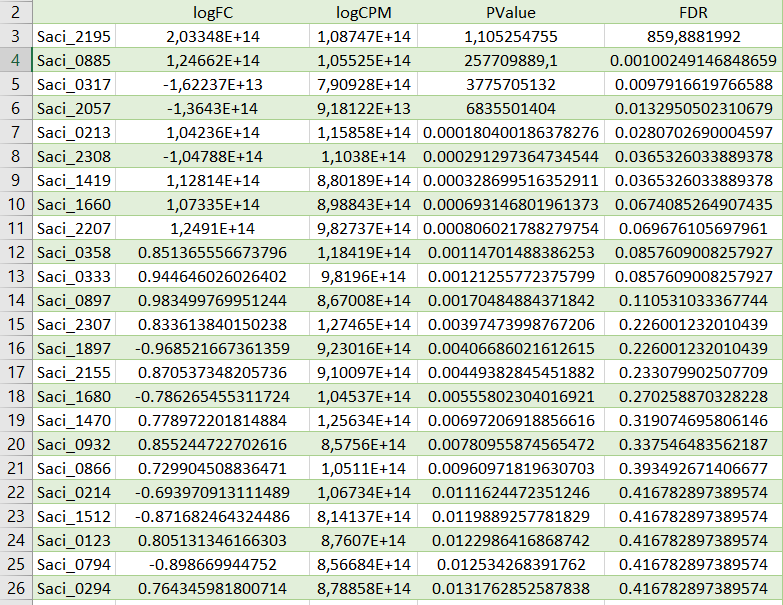 2 logFC logCPM PValue FDR
3 Saci_2195 2,03348E+14 1,08747E+14 1,105254755 859,8881992
4 Saci_0885 1,24662E+14 1,05525E+14 257709889,1 0.00100249146848659
5 Saci_0317 -1,62237E+13 7,90928E+14 3775705132 0.0097916619766588
6 Saci_2057 -1,3643E+14 9,18122E+13 6835501404 0.0132950502310679
7 Saci_0213 1,04236E+14 1,15858E+14 0.000180400186378276 0.0280702690004597
8 Saci_2308 -1,04788E+14 1,1038E+14 0.000291297364734544 0.0365326033889378
9 Saci_1419 1,12814E+14 8,80189E+14 0.000328699516352911 0.0365326033889378
10 Saci_1660 1,07335E+14 8,98843E+14 0.000693146801961373 0.0674085264907435
11 Saci_2207 1,2491E+14 9,82737E+14 0.000806021788279754 0.069676105697961
12 Saci_0358 0.851365556673796 1,18419E+14 0.00114701488386253 0.0857609008257927
13 Saci_0333 0.944646026026402 9,8196E+14 0.00121255772375799 0.0857609008257927
14 Saci_0897 0.983499769951244 8,67008E+14 0.00170484884371842 0.110531033367744
15 Saci_2307 0.833613840150238 1,27465E+14 0.00397473998767206 0.226001232010439
16 Saci_1897 -0.968521667361359 9,23016E+14 0.00406686021612615 0.226001232010439
17 Saci_2155 0.870537348205736 9,10097E+14 0.00449382845451882 0.233079902507709
18 Saci_1680 -0.786265455311724 1,04537E+14 0.00555802304016921 0.270258870328228
19 Saci_1470 0.778972201814884 1,25634E+14 0.00697206918856616 0.319074695806146
20 Saci_0932 0.855244722702616 8,5756E+14 0.00780955874565472 0.337546483562187
21 Saci_0866 0.729904508836471 1,0511E+14 0.00960971819630703 0.393492671406677
22 Saci_0214 -0.693970913111489 1,06734E+14 0.0111624472351246 0.416782897389574
23 Saci_1512 -0.871682464324486 8,14137E+14 0.0119889257781829 0.416782897389574
24 Saci_0123 0.805131346166303 8,7607E+14 0.0122986416868742 0.416782897389574
25 Saci_0794 -0.898669944752 8,56684E+14 0.012534268391762 0.416782897389574
26 Saci_0294 0.764345981800714 8,78858E+14 0.0131762852587838 0.416782897389574